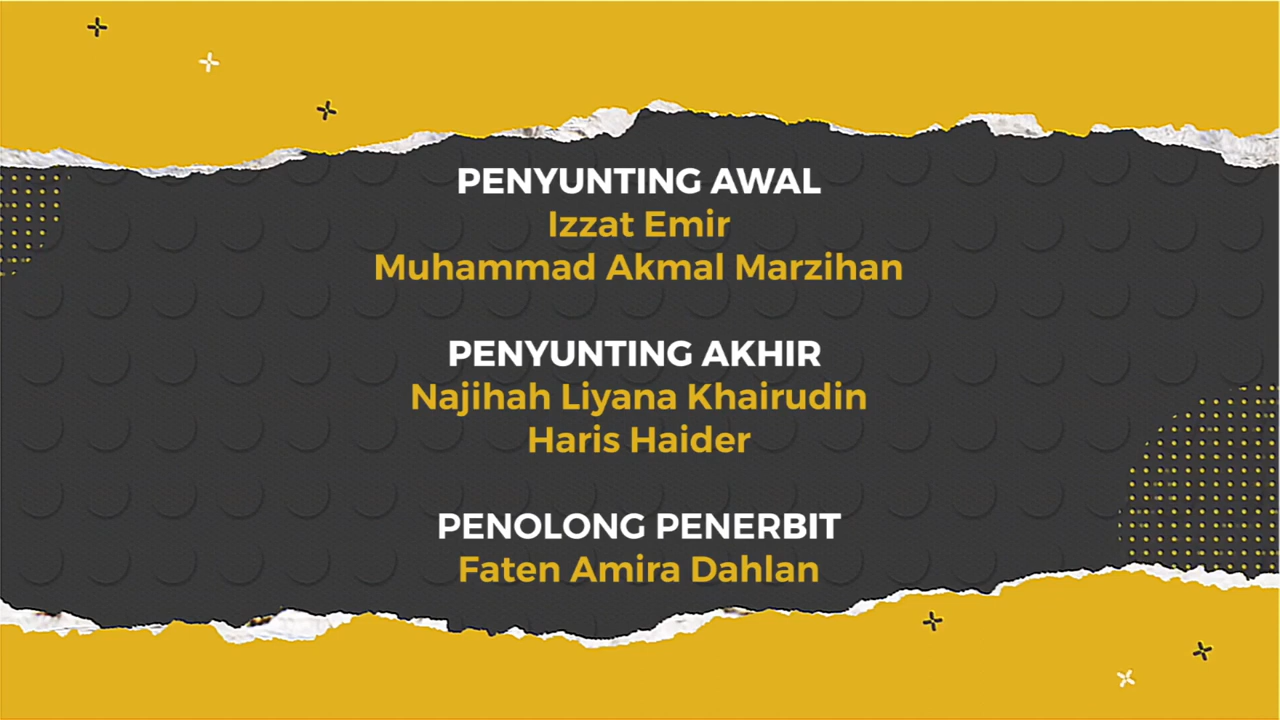 PENYUNTING AWAL
Izzat Emir
Muhammad Akmal Marzihan
PENYUNTING AKHIR
Najihah Liyana Khairudin
Haris Haider
PENOLONG PENERBIT
Faten Amira Dahlan